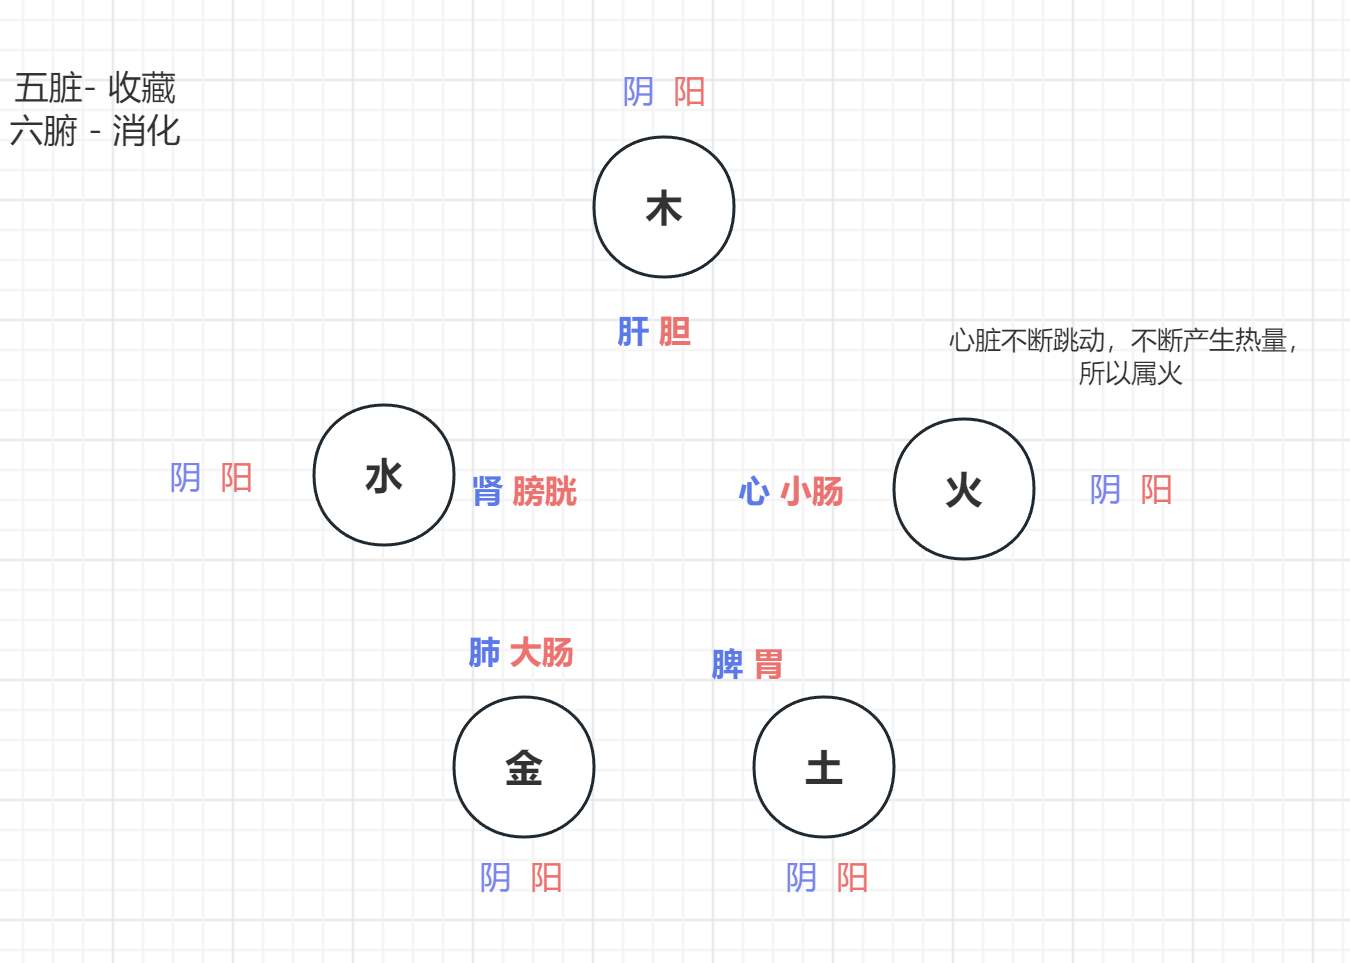 五脏- 收藏
六腑 - 消化
阴 阳
木
肝 胆
心脏不断跳动，不断产生热量，
所以属火
阴 阳
水
肾 膀胱
心 小肠
火
阴 阳
肺 大肠
脾 胃
金
土
阴 阳
阴 阳